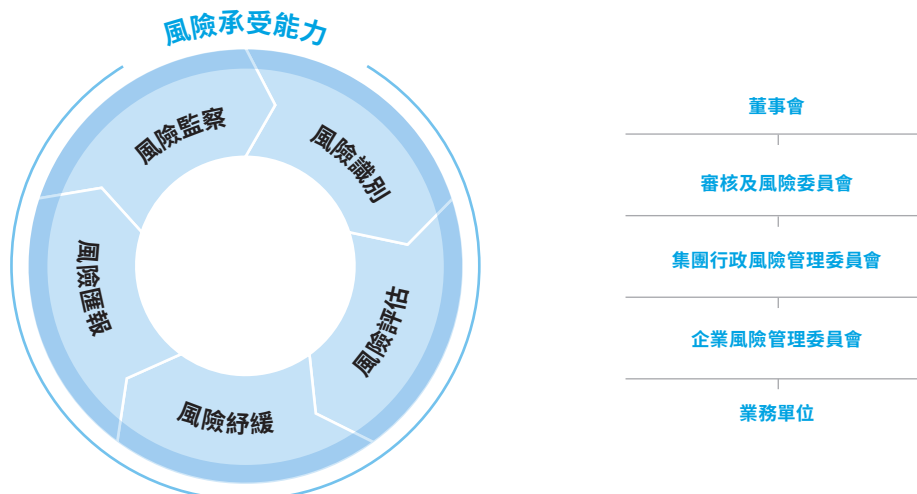 風險承受能力
風險監察
風險識別
風險評估
風險紓緩
風險匯報
董事會
審核及風險委員會
集團行政風險管理委員會
企業風險管理委員會
業務單位